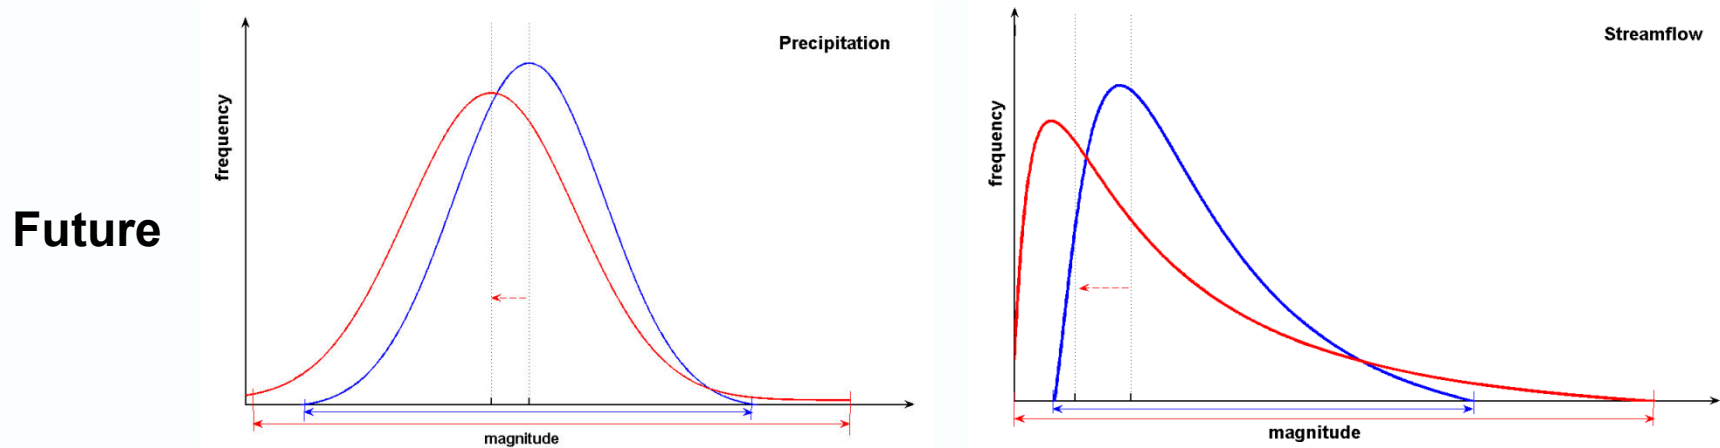 Future
Precipitation
frequency
magnitude
Streamflow
frequency
magnitude